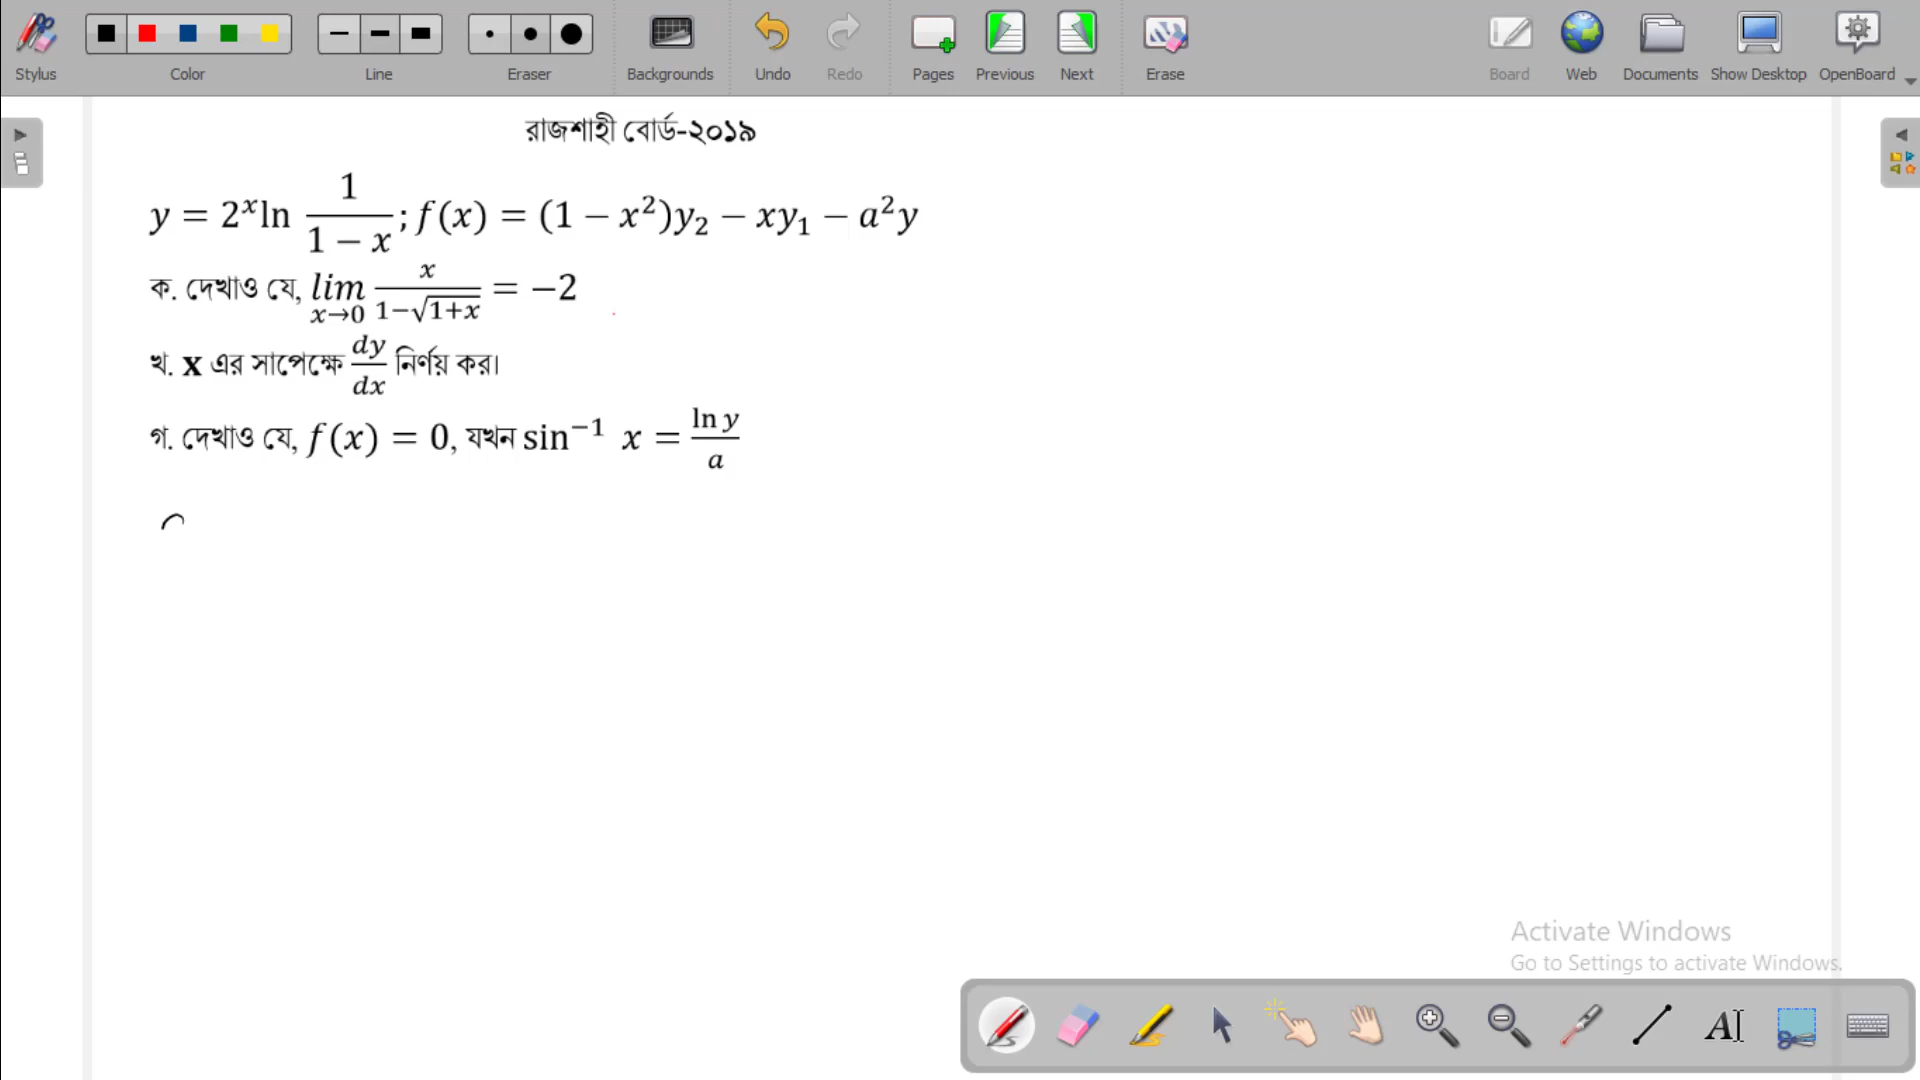 Stylus Color Line Eraser Backgrounds Undo Redo Pages Previous Next Erase Board Web Documents Show Desktop OpenBoard
রাজশাহী বোর্ড-২০১৯
y = 2^x ln 1/(1 − x); f(x) = (1 − x²)y₂ − xy₁ − a²y
ক. দেখাও যে, lim x→0 x/(1−√(1+x)) = −2
খ. x এর সাপেক্ষে dy/dx নির্ণয় কর।
গ. দেখাও যে, f(x) = 0, যখন sin⁻¹ x = ln y/a
Activate Windows
Go to Settings to activate Windows.